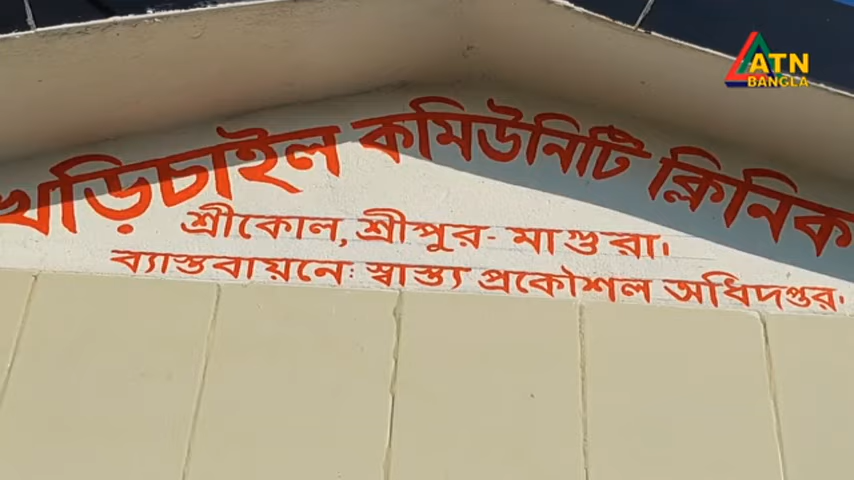 ATN
BANGLA
খড়িচাইল কমিউনিটি ক্লিনিক
শ্রীকোল, শ্রীপুর- মাগুরা।
ব্যাস্তবায়নে: স্বাস্ত্য প্রকৌশল অধিদপ্তর